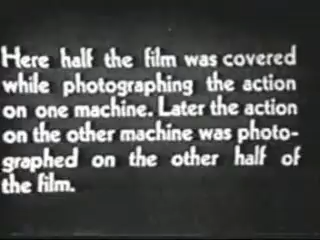 Here half the film was covered
while photographing the action
on one machine. Later the action
on the other machine was photo-
graphed on the other half of
the film.